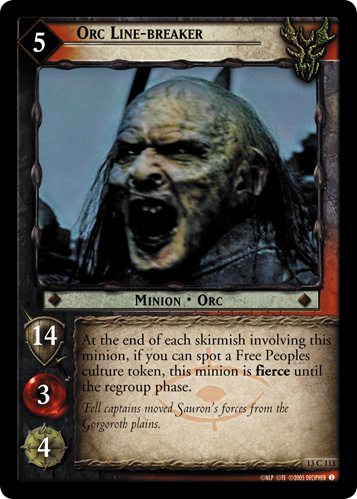 5
ORC LINE-BREAKER
MINION • ORC
14
3
4
At the end of each skirmish involving this
minion, if you can spot a Free Peoples
culture token, this minion is fierce until
the regroup phase.
Fell captains moved Sauron's forces from the
Gorgoroth plains.
13 C 113
©NLP ©TE ©2005 DECIPHER